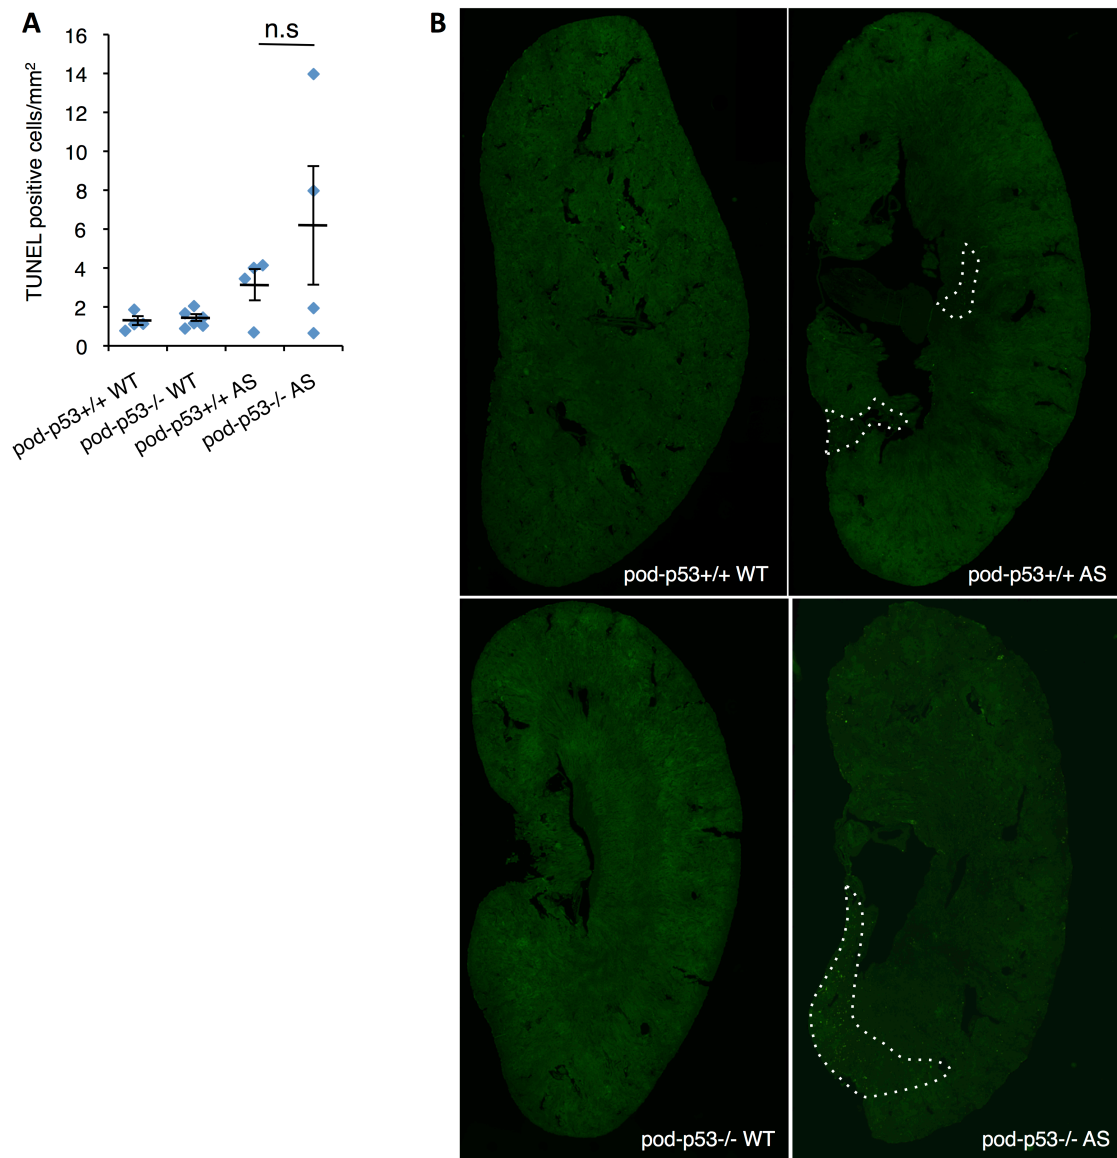 A
n.s
16
14
12
10
8
6
4
2
0
TUNEL positive cells/mm²
pod-p53+/+ WT
pod-p53-/- WT
pod-p53+/+ AS
pod-p53-/- AS
B
pod-p53+/+ WT
pod-p53+/+ AS
pod-p53-/- WT
pod-p53-/- AS